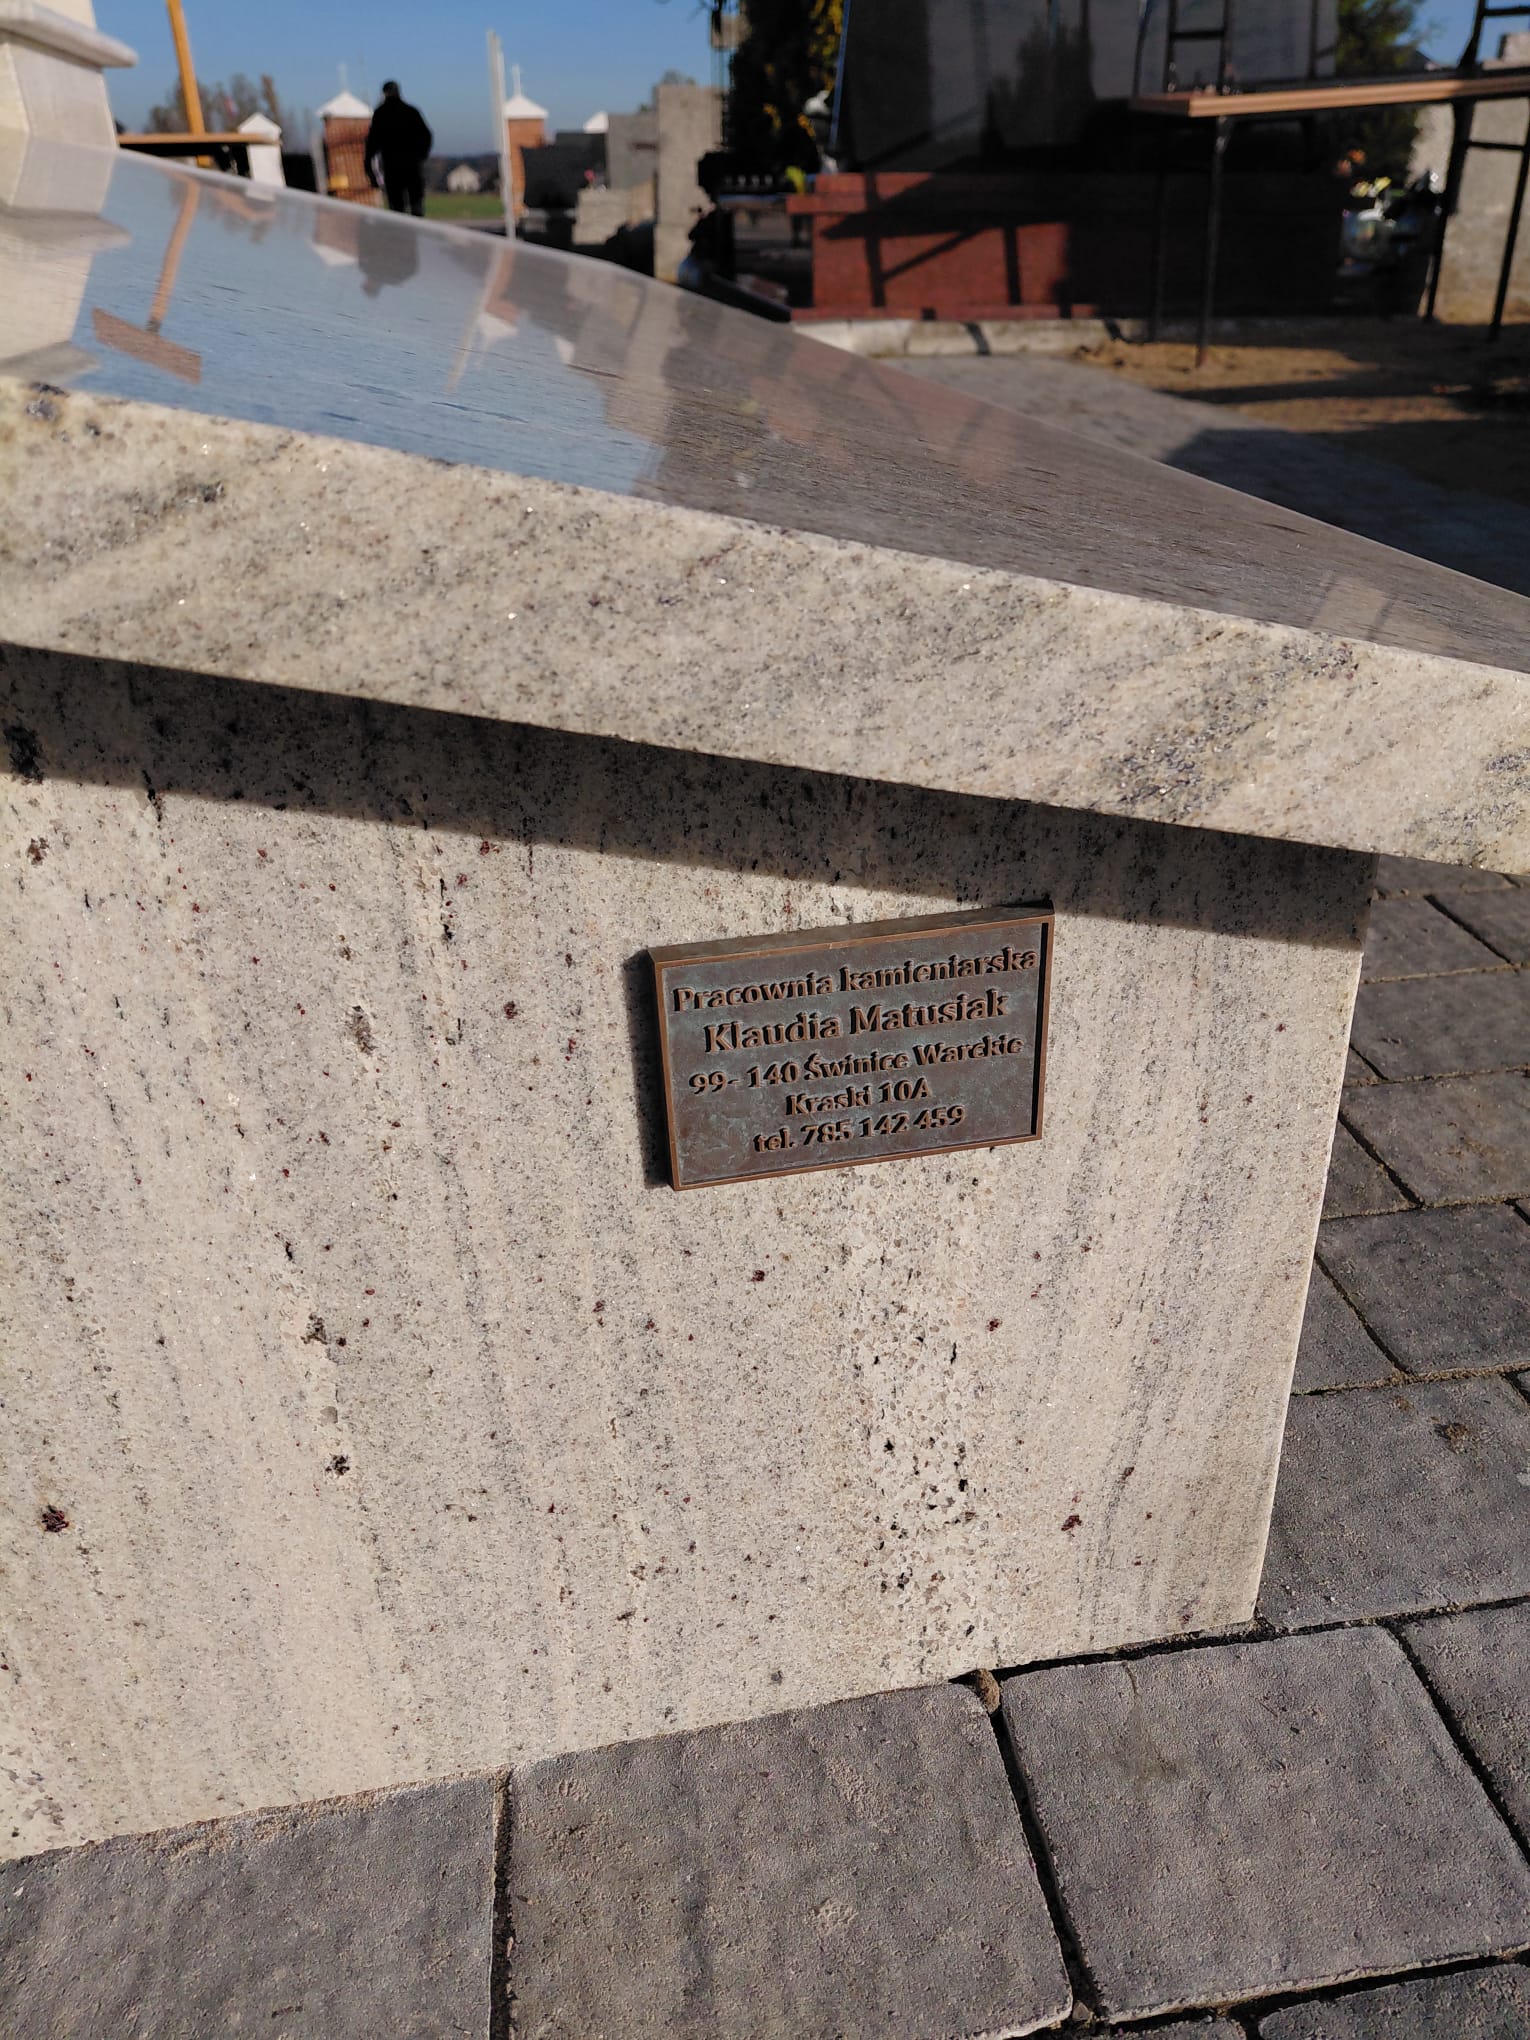 Pracownia kamieniarska
Klaudia Matusiak
99-140 Świnice Warckie
Kraski 10A
tel. 785 142 459